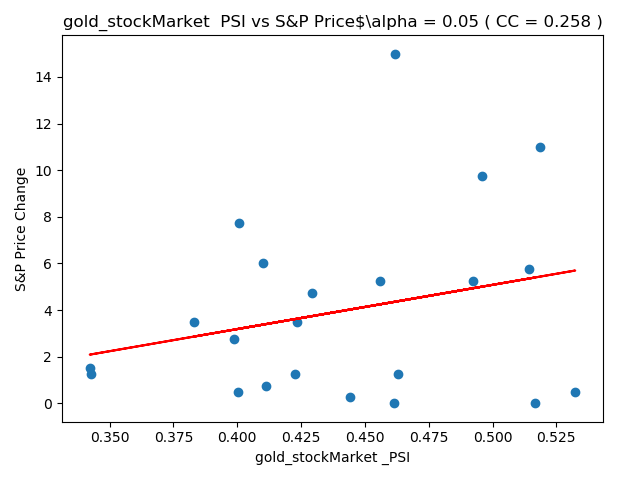 gold_stockMarket  PSI vs S&P Price$\alpha = 0.05 ( CC = 0.258 )
14
12
10
8
6
4
2
0
S&P Price Change
0.350 0.375 0.400 0.425 0.450 0.475 0.500 0.525
gold_stockMarket _PSI